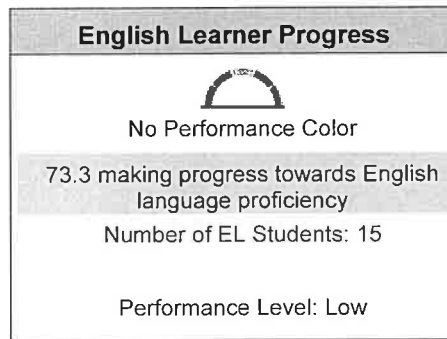 English Learner Progress
No Performance Color
73.3 making progress towards English
language proficiency
Number of EL Students: 15
Performance Level: Low